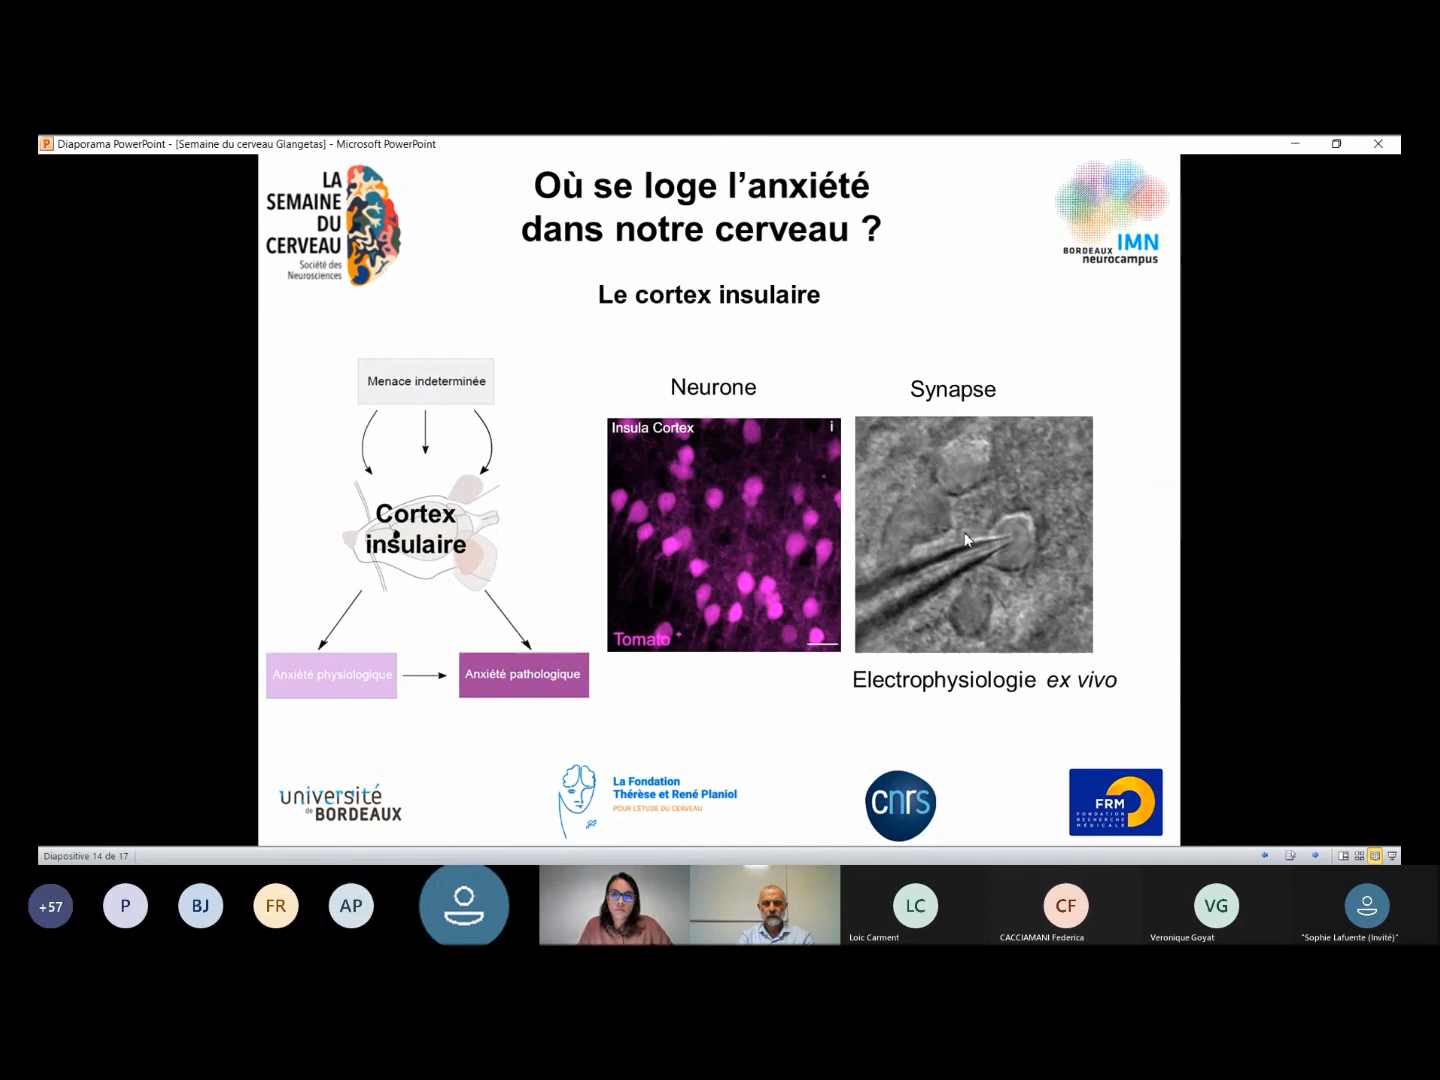 Diaporama PowerPoint - [Semaine du cerveau Glangetas] - Microsoft PowerPoint
LA
SEMAINE
DU
CERVEAU
Société des
Neurosciences
Où se loge l’anxiété
dans notre cerveau ?
BORDEAUX IMN
neurocampus
Le cortex insulaire
Menace indeterminée
Cortex
insulaire
Anxiété physiologique
Anxiété pathologique
Neurone
Insula Cortex
i
Tomato +
Synapse
Electrophysiologie ex vivo
université
de BORDEAUX
La Fondation
Thérèse et René Planiol
POUR L'ÉTUDE DU CERVEAU
cnrs
FRM
FONDATION
RECHERCHE
MÉDICALE
Diapositive 14 de 17
+57
P
BJ
FR
AP
LC
Loic Carment
CF
CACCIAMANI Federica
VG
Veronique Goyat
"Sophie Lafuente (Invité)"